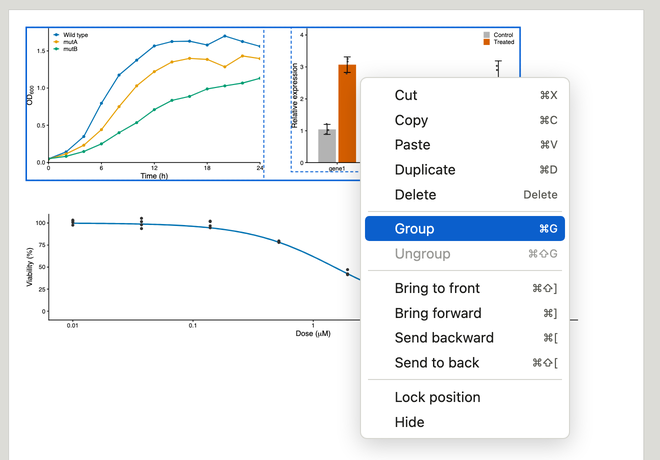 1.5
1.0
0.5
0.0
OD600
Wild type
mutA
mutB
0
6
12
18
24
Time (h)
4
3
2
1
0
Relative expression
Control
Treated
gene1
Cut ⌘X
Copy ⌘C
Paste ⌘V
Duplicate ⌘D
Delete Delete
Group ⌘G
Ungroup ⌘⇧G
Bring to front ⌘⇧]
Bring forward ⌘]
Send backward ⌘[
Send to back ⌘⇧[
Lock position
Hide
100
75
50
25
0
Viability (%)
0.01
0.1
1
Dose (µM)